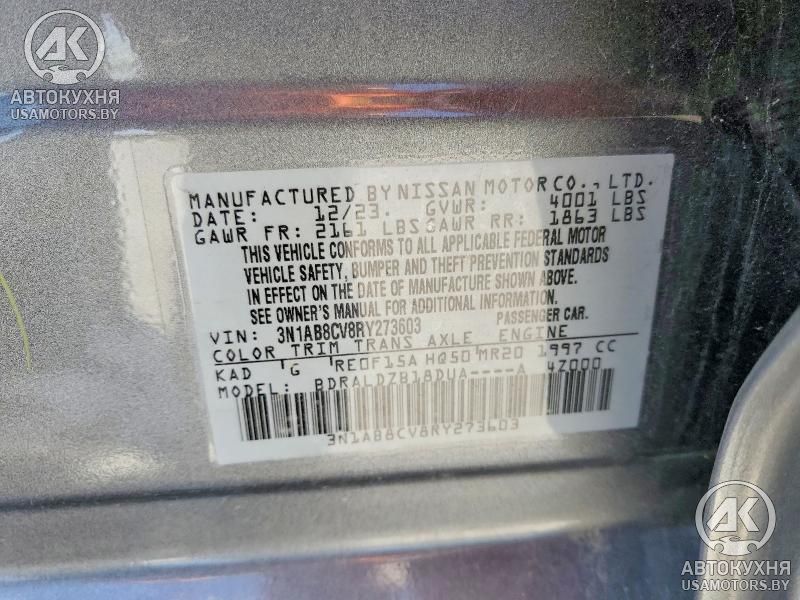 AK
АВТОКУХНЯ
USAMOTORS.BY
MANUFACTURED BY NISSAN MOTOR CO., LTD.
DATE: 12/23. GVWR: 4001 LBS
GAWR FR: 2161 LBS GAWR RR: 1863 LBS
THIS VEHICLE CONFORMS TO ALL APPLICABLE FEDERAL MOTOR
VEHICLE SAFETY, BUMPER AND THEFT PREVENTION STANDARDS
IN EFFECT ON THE DATE OF MANUFACTURE SHOWN ABOVE.
SEE OWNER'S MANUAL FOR ADDITIONAL INFORMATION.
VIN: 3N1AB8CV8RY273603 PASSENGER CAR.
COLOR TRIM TRANS AXLE ENGINE
KAD G RE0F15A HQ50 MR20 1997 CC
MODEL: BDRALDZB18DUA----A 4Z000
3N1AB8CV8RY273603
AK
АВТОКУХНЯ
USAMOTORS.BY